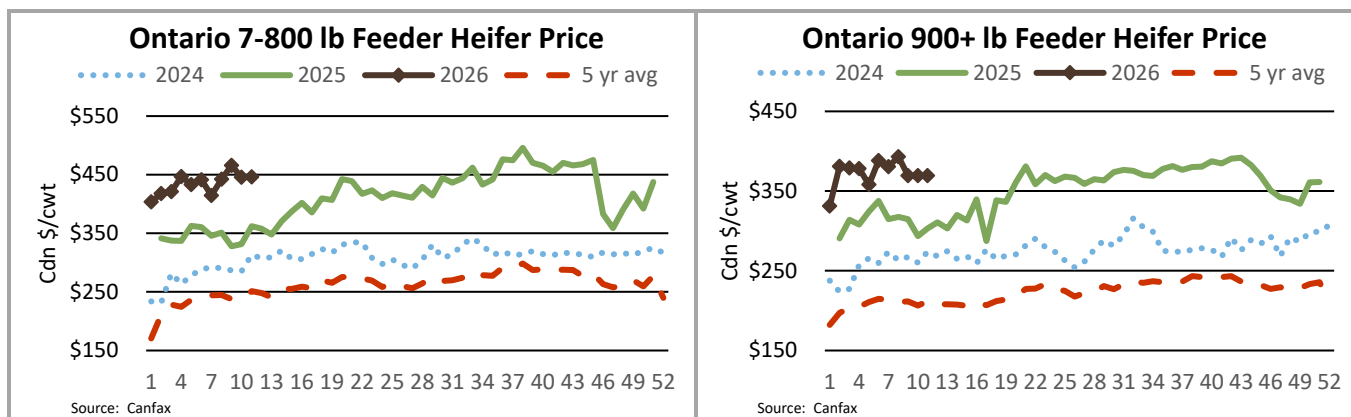 Ontario 7-800 lb Feeder Heifer Price
2024 2025 2026 5 yr avg
Cdn $/cwt
$550
$450
$350
$250
$150
1 4 7 10 13 16 19 22 25 28 31 34 37 40 43 46 49 52
Source: Canfax
Ontario 900+ lb Feeder Heifer Price
2024 2025 2026 5 yr avg
Cdn $/cwt
$450
$350
$250
$150
1 4 7 10 13 16 19 22 25 28 31 34 37 40 43 46 49 52
Source: Canfax